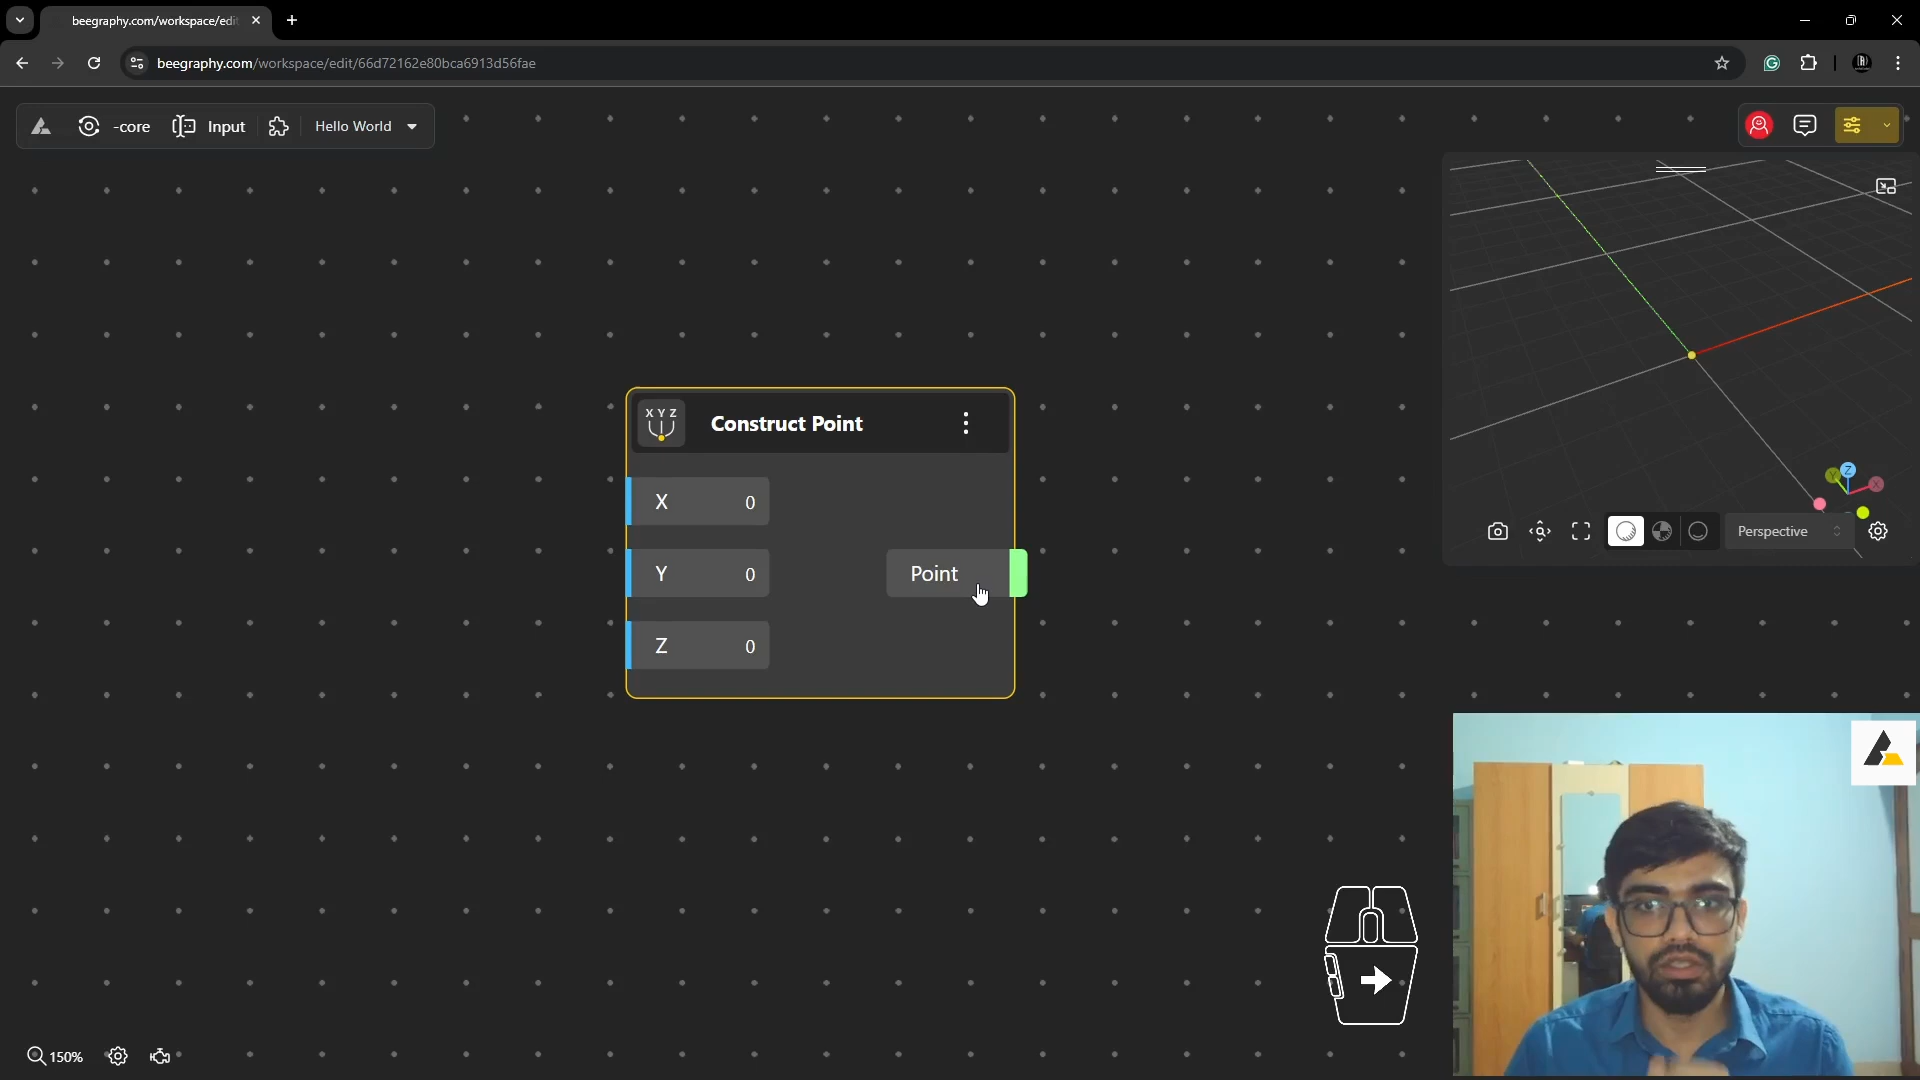 beegraphy.com/workspace/edi
beegraphy.com/workspace/edit/66d72162e80bca6913d56fae
-core
Input
Hello World
X Y Z
Construct Point
X 0
Y 0
Point
Z 0
Y
Z
X
Perspective
150%